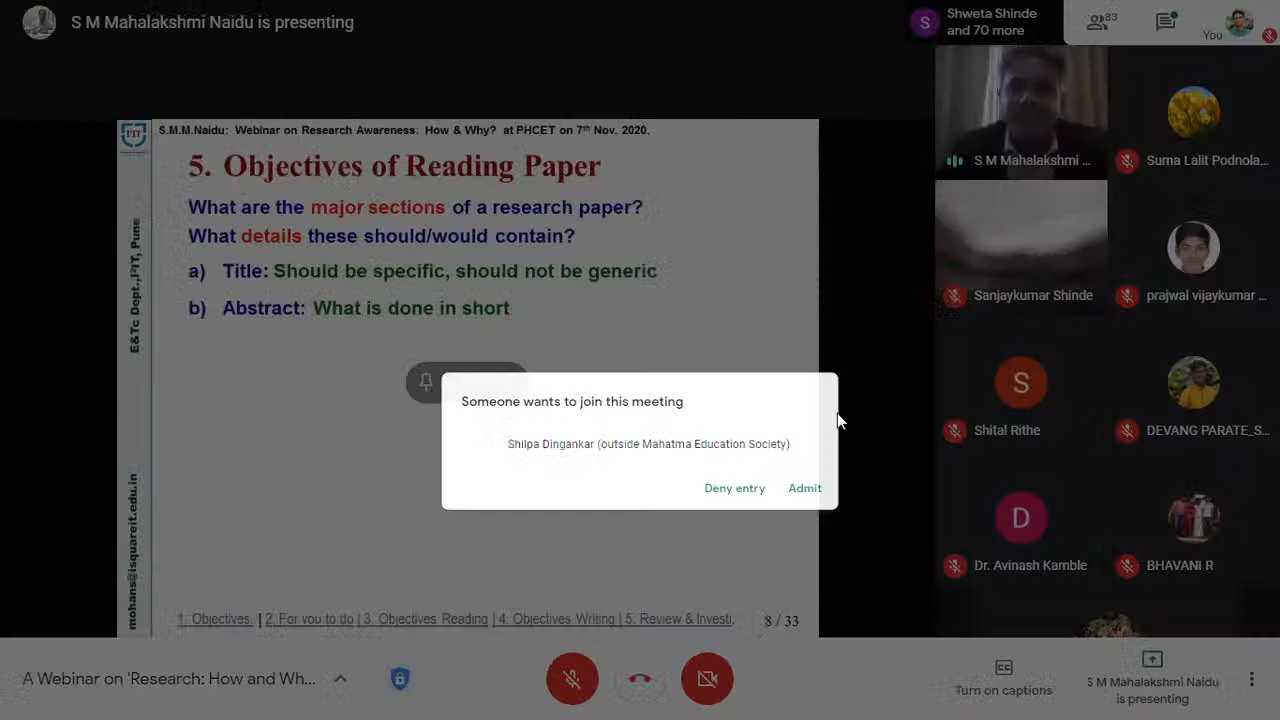 S M Mahalakshmi Naidu is presenting
S
Shweta Shinde
and 70 more
83
You
S.M.M.Naidu: Webinar on Research Awareness: How & Why? at PHCET on 7th Nov. 2020.
5. Objectives of Reading Paper
What are the major sections of a research paper?
What details these should/would contain?
a) Title: Should be specific, should not be generic
b) Abstract: What is done in short
E&Tc Dept.,I²IT, Pune
mohans@isquareit.edu.in
1. Objectives. | 2. For you to do | 3. Objectives Reading | 4. Objectives Writing | 5. Review & Investi.
8 / 33
Someone wants to join this meeting
Shilpa Dingankar (outside Mahatma Education Society)
Deny entry Admit
S M Mahalakshmi ...
Suma Lalit Podnola...
Sanjaykumar Shinde
prajwal vijaykumar ...
S
Shital Rithe
DEVANG PARATE_S...
D
Dr. Avinash Kamble
BHAVANI R
A Webinar on 'Research: How and Wh...
Turn on captions
S M Mahalakshmi Naidu
is presenting